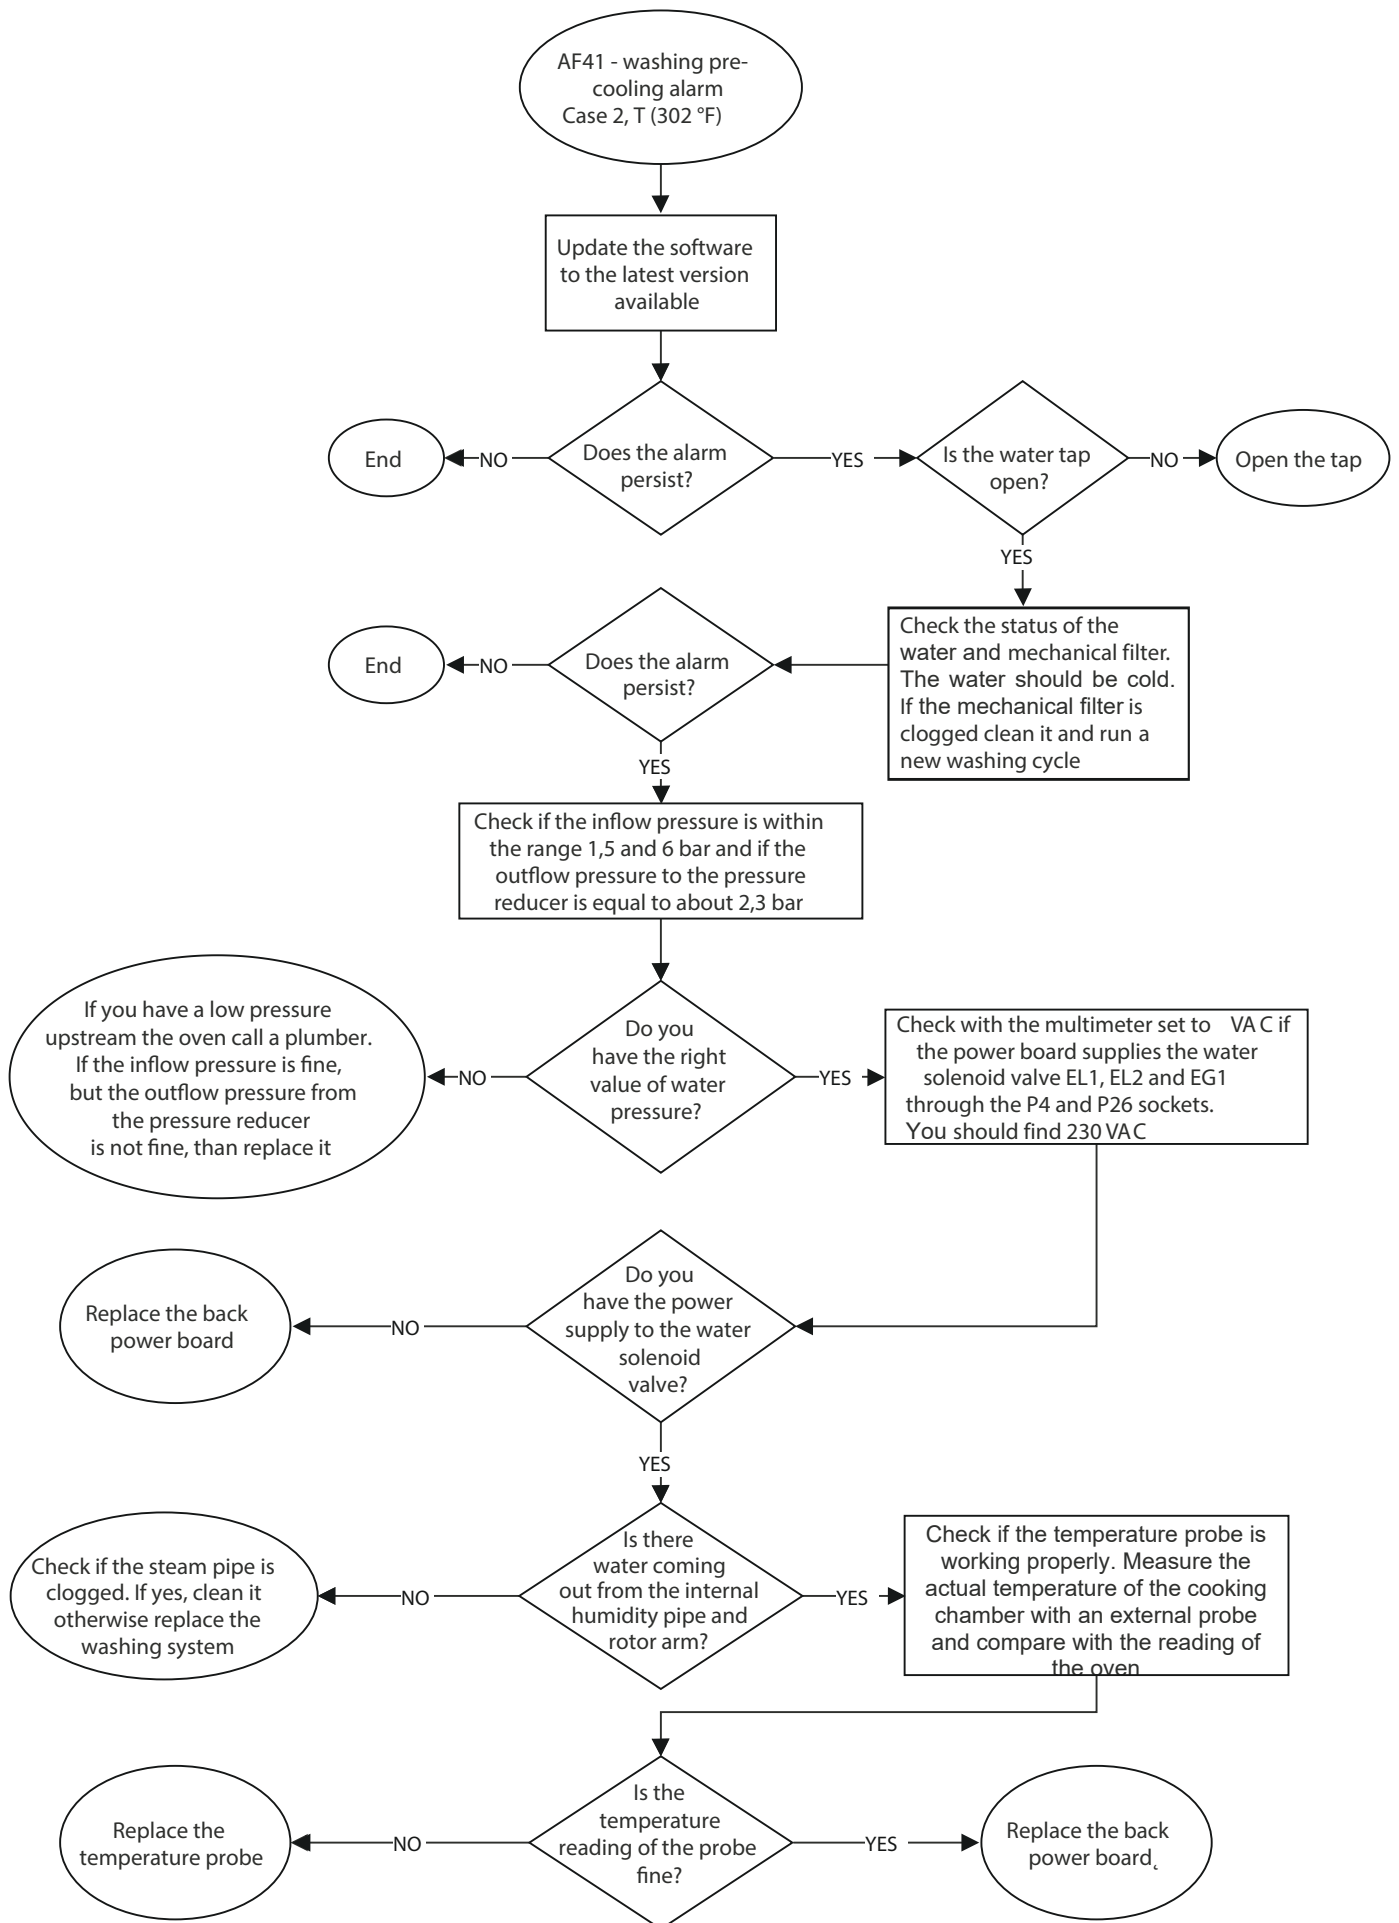 AF41 - washing pre-
cooling alarm
Case 2, T (302 °F)
Update the software
to the latest version
available
Does the alarm
persist?
NO
End
YES
Is the water tap
open?
NO
Open the tap
YES
Check the status of the
water and mechanical filter.
The water should be cold.
If the mechanical filter is
clogged clean it and run a
new washing cycle
Does the alarm
persist?
NO
End
YES
Check if the inflow pressure is within
the range 1,5 and 6 bar and if the
outflow pressure to the pressure
reducer is equal to about 2,3 bar
Do you
have the right
value of water
pressure?
NO
If you have a low pressure
upstream the oven call a plumber.
If the inflow pressure is fine,
but the outflow pressure from
the pressure reducer
is not fine, than replace it
YES
Check with the multimeter set to VA C if
the power board supplies the water
solenoid valve EL1, EL2 and EG1
through the P4 and P26 sockets.
You should find 230 VAC
Do you
have the power
supply to the water
solenoid
valve?
NO
Replace the back
power board
YES
Is there
water coming
out from the internal
humidity pipe and
rotor arm?
NO
Check if the steam pipe is
clogged. If yes, clean it
otherwise replace the
washing system
YES
Check if the temperature probe is
working properly. Measure the
actual temperature of the cooking
chamber with an external probe
and compare with the reading of
the oven
Is the
temperature
reading of the probe
fine?
NO
Replace the
temperature probe
YES
Replace the back
power board